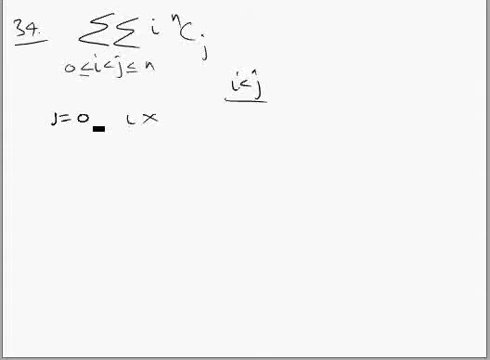 34. ΣΣ i ⁿC_j
0≤i<j≤n
i<j
J=0 i ×